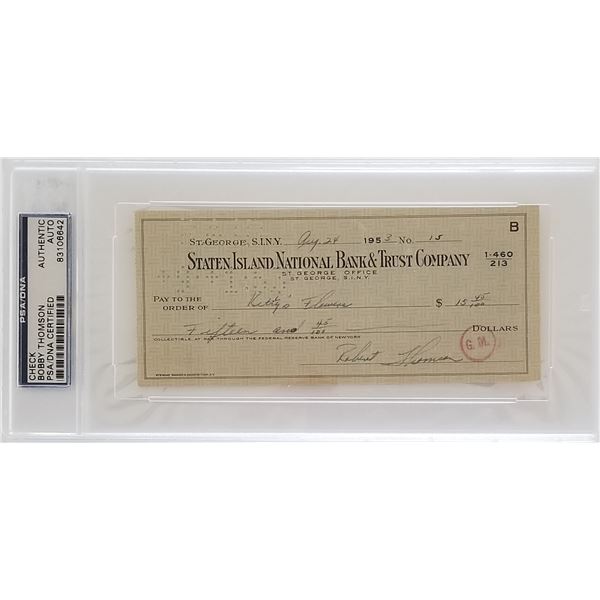 PSA/DNA
CHECK AUTHENTIC
BOBBY THOMSON AUTO
PSA/DNA CERTIFIED 83106642
B
ST. GEORGE, S.I.N.Y. Aug. 24 1953 No. 15
STATEN ISLAND NATIONAL BANK & TRUST COMPANY 1-460
213
ST. GEORGE OFFICE
ST. GEORGE, S.I.N.Y.
PAY TO THE
ORDER OF Kitty's Flowers $ 15 45/100
Fifteen and 45/100 DOLLARS
COLLECTIBLE AT PAR THROUGH THE FEDERAL RESERVE BANK OF NEW YORK
G. M.
Robert Thomson